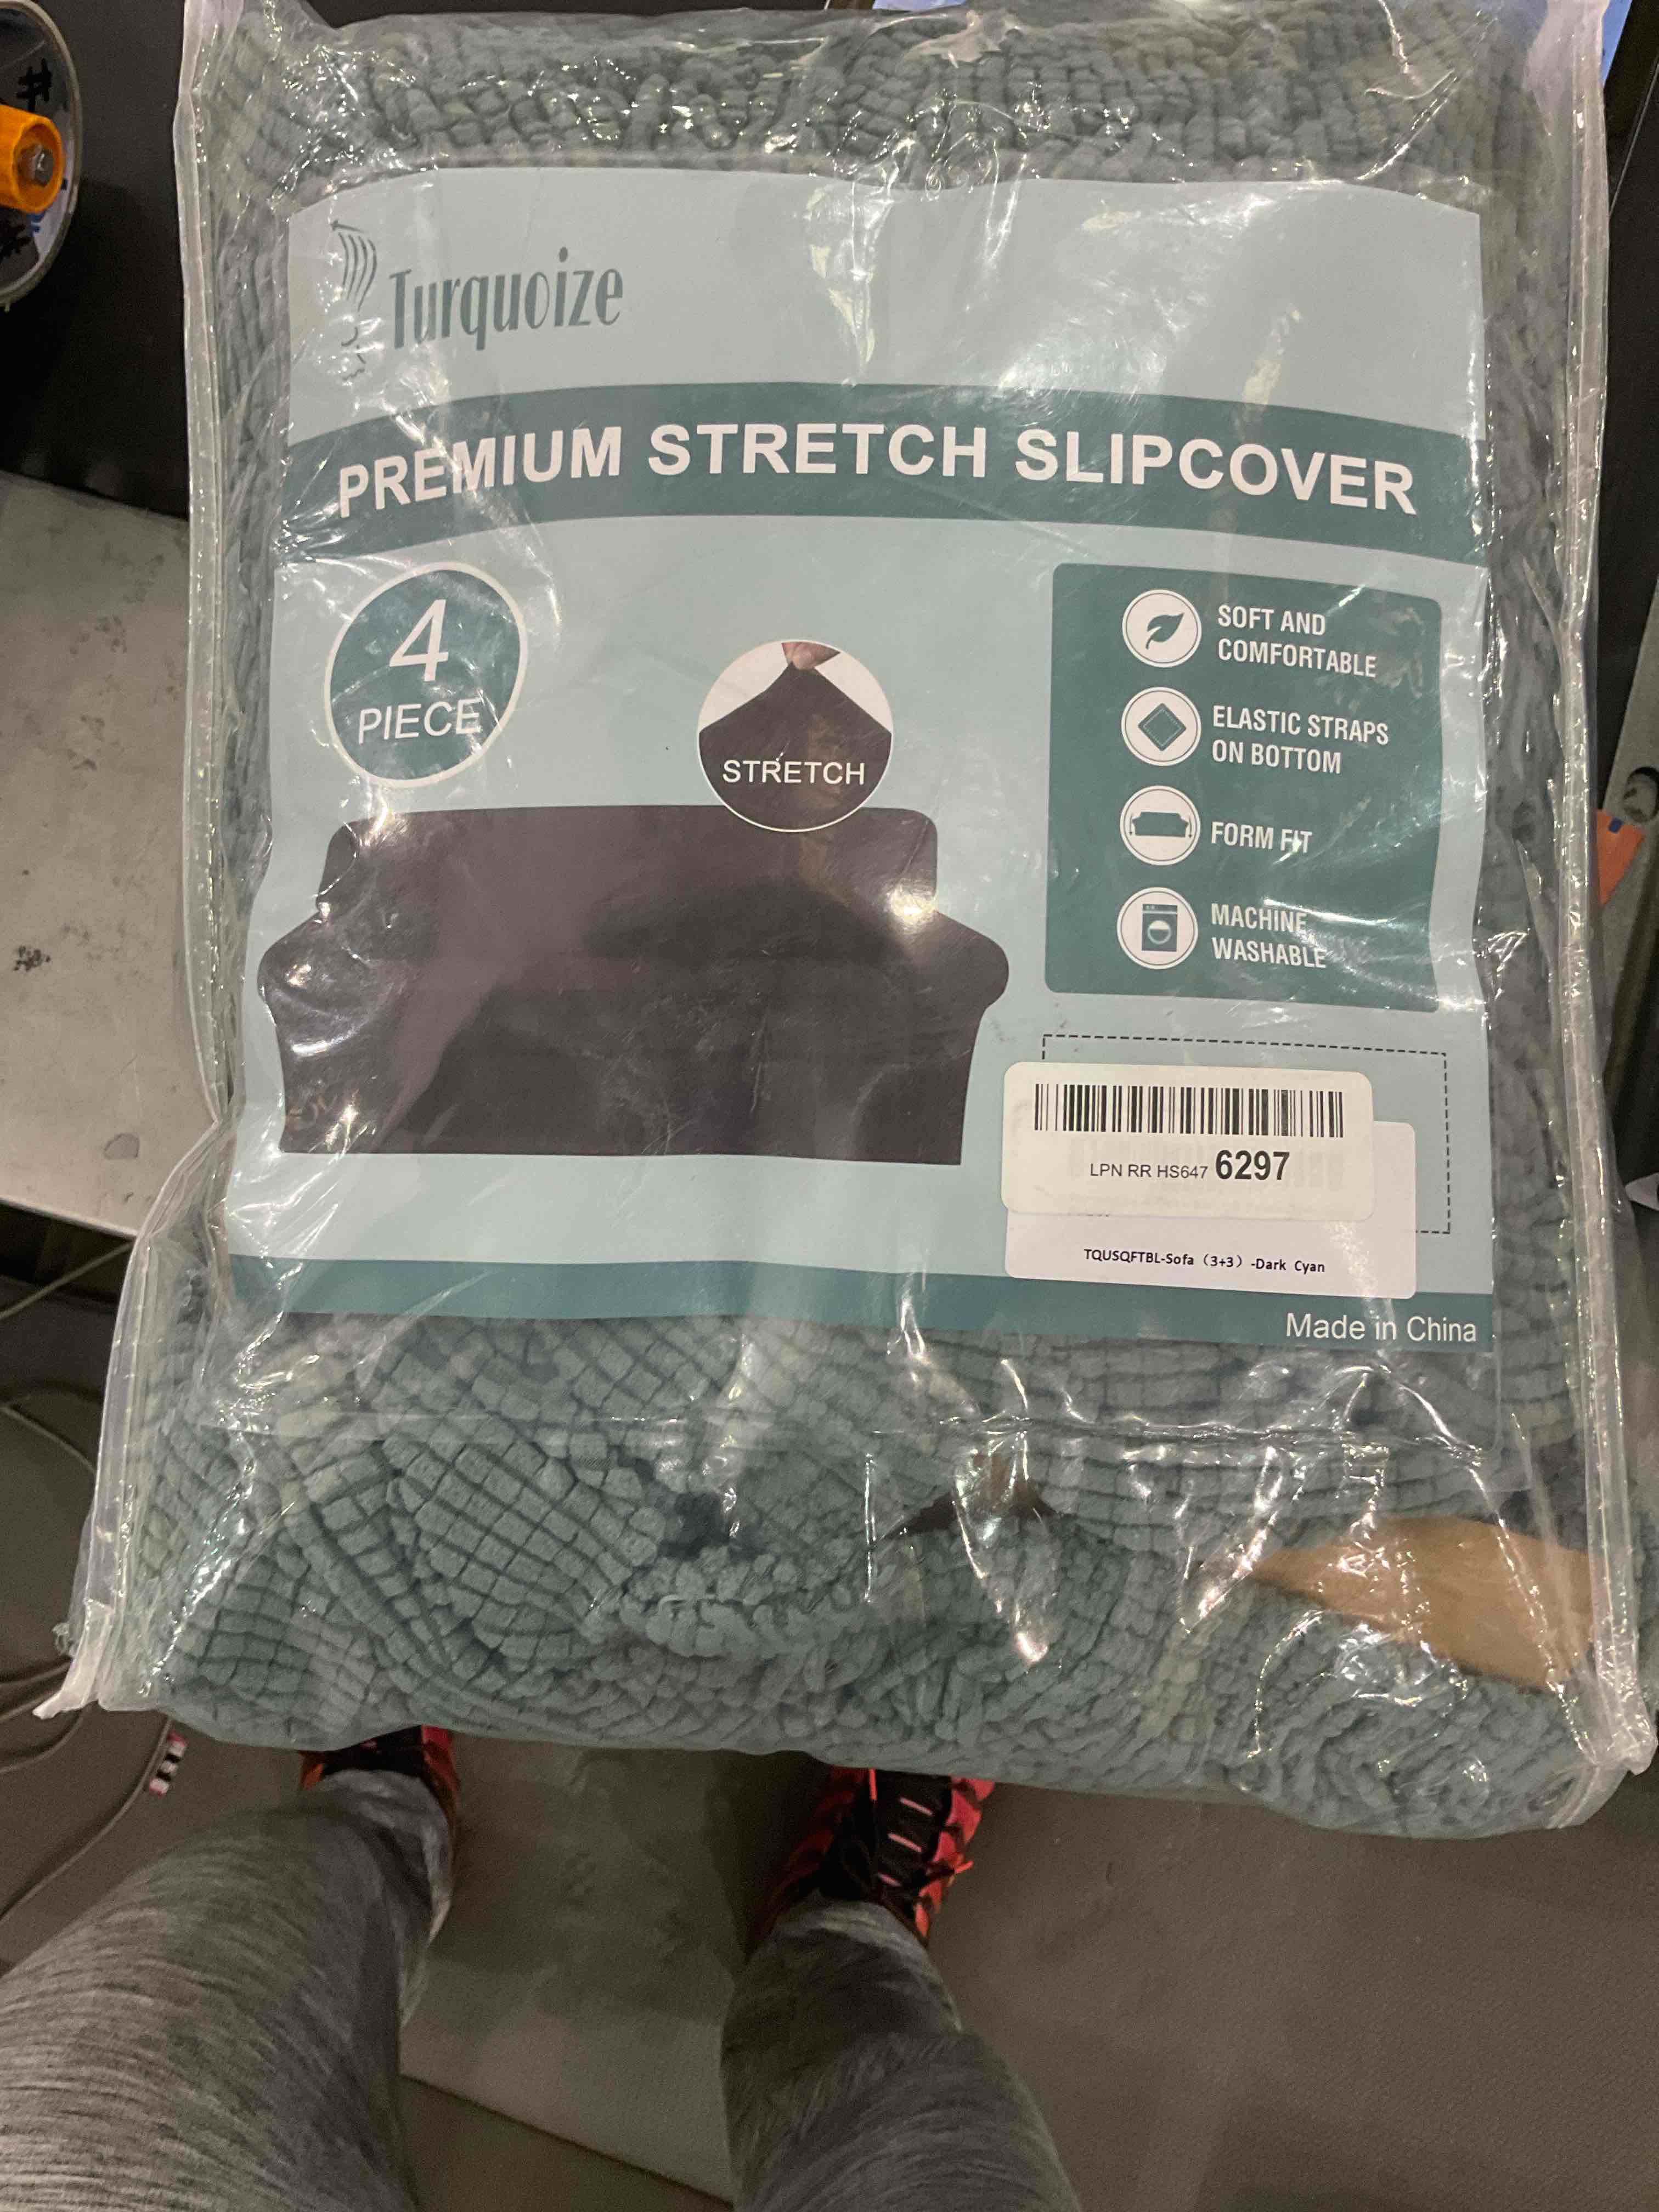 Turquoize
PREMIUM STRETCH SLIPCOVER
4
PIECE
STRETCH
SOFT AND
COMFORTABLE
ELASTIC STRAPS
ON BOTTOM
FORM FIT
MACHINE
WASHABLE
LPN RR HS647 6297
TQUSQFTBL-Sofa（3+3）-Dark Cyan
Made in China